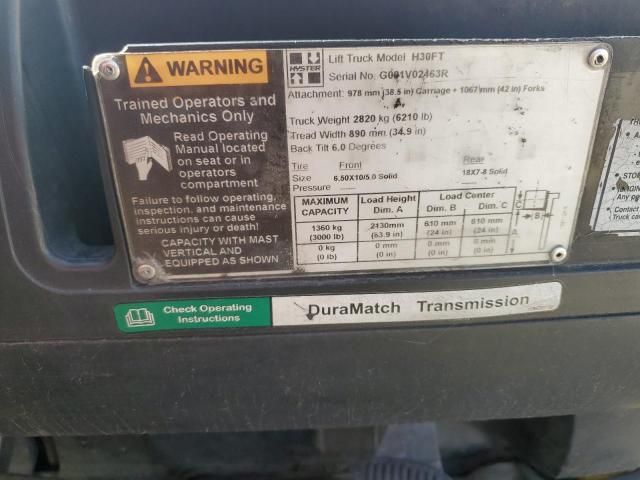 WARNING
Trained Operators and
Mechanics Only
Read Operating
Manual located
on seat or in
operators
compartment
Failure to follow operating,
inspection, and maintenance
instructions can cause
serious injury or death!
CAPACITY WITH MAST
VERTICAL AND
EQUIPPED AS SHOWN
HYSTER
Lift Truck Model H30FT
Serial No. G001V02463R
Attachment: 978 mm (38.5 in) Carriage + 1067 mm (42 in) Forks
A
Truck Weight 2820 kg (6210 lb)
Tread Width 890 mm (34.9 in)
Back Tilt 6.0 Degrees
Tire Front Rear
Size 6.50X10/5.0 Solid 18X7-8 Solid
Pressure
MAXIMUM CAPACITY Load Height Dim. A Load Center Dim. B Dim. C
1360 kg (3000 lb) 2430mm 610 mm (24 in) 610 mm (24 in)
0 kg (0 lb) 0 mm (0 in) 0 mm (0 in) 0 mm (0 in)
C
B
A
Check Operating
Instructions
DuraMatch Transmission